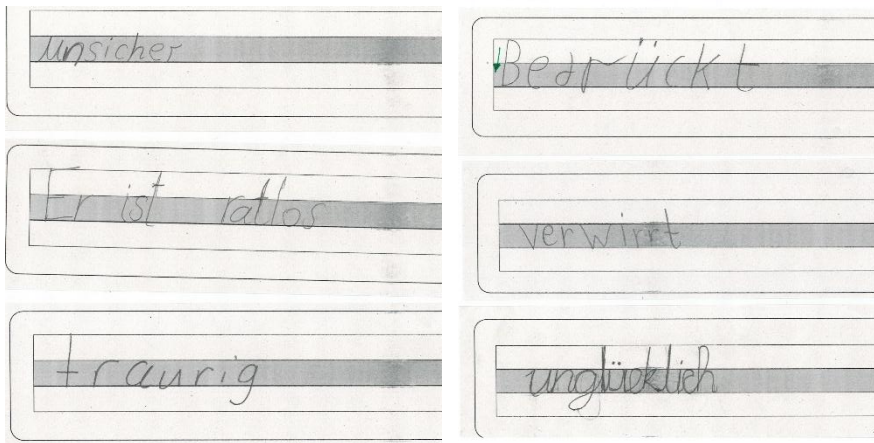 unsicher
Er ist ratlos
traurig
Bedrückt
verwirrt
unglücklich